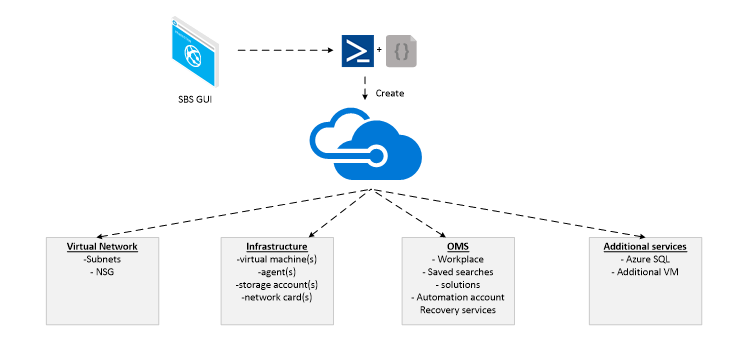 SBS GUI
>_ + { }
Create
Virtual Network
-Subnets
- NSG
Infrastructure
-virtual machine(s)
-agent(s)
-storage account(s)
-network card(s)
OMS
- Workplace
- Saved searches
- solutions
- Automation account
Recovery services
Additional services
- Azure SQL
- Additional VM